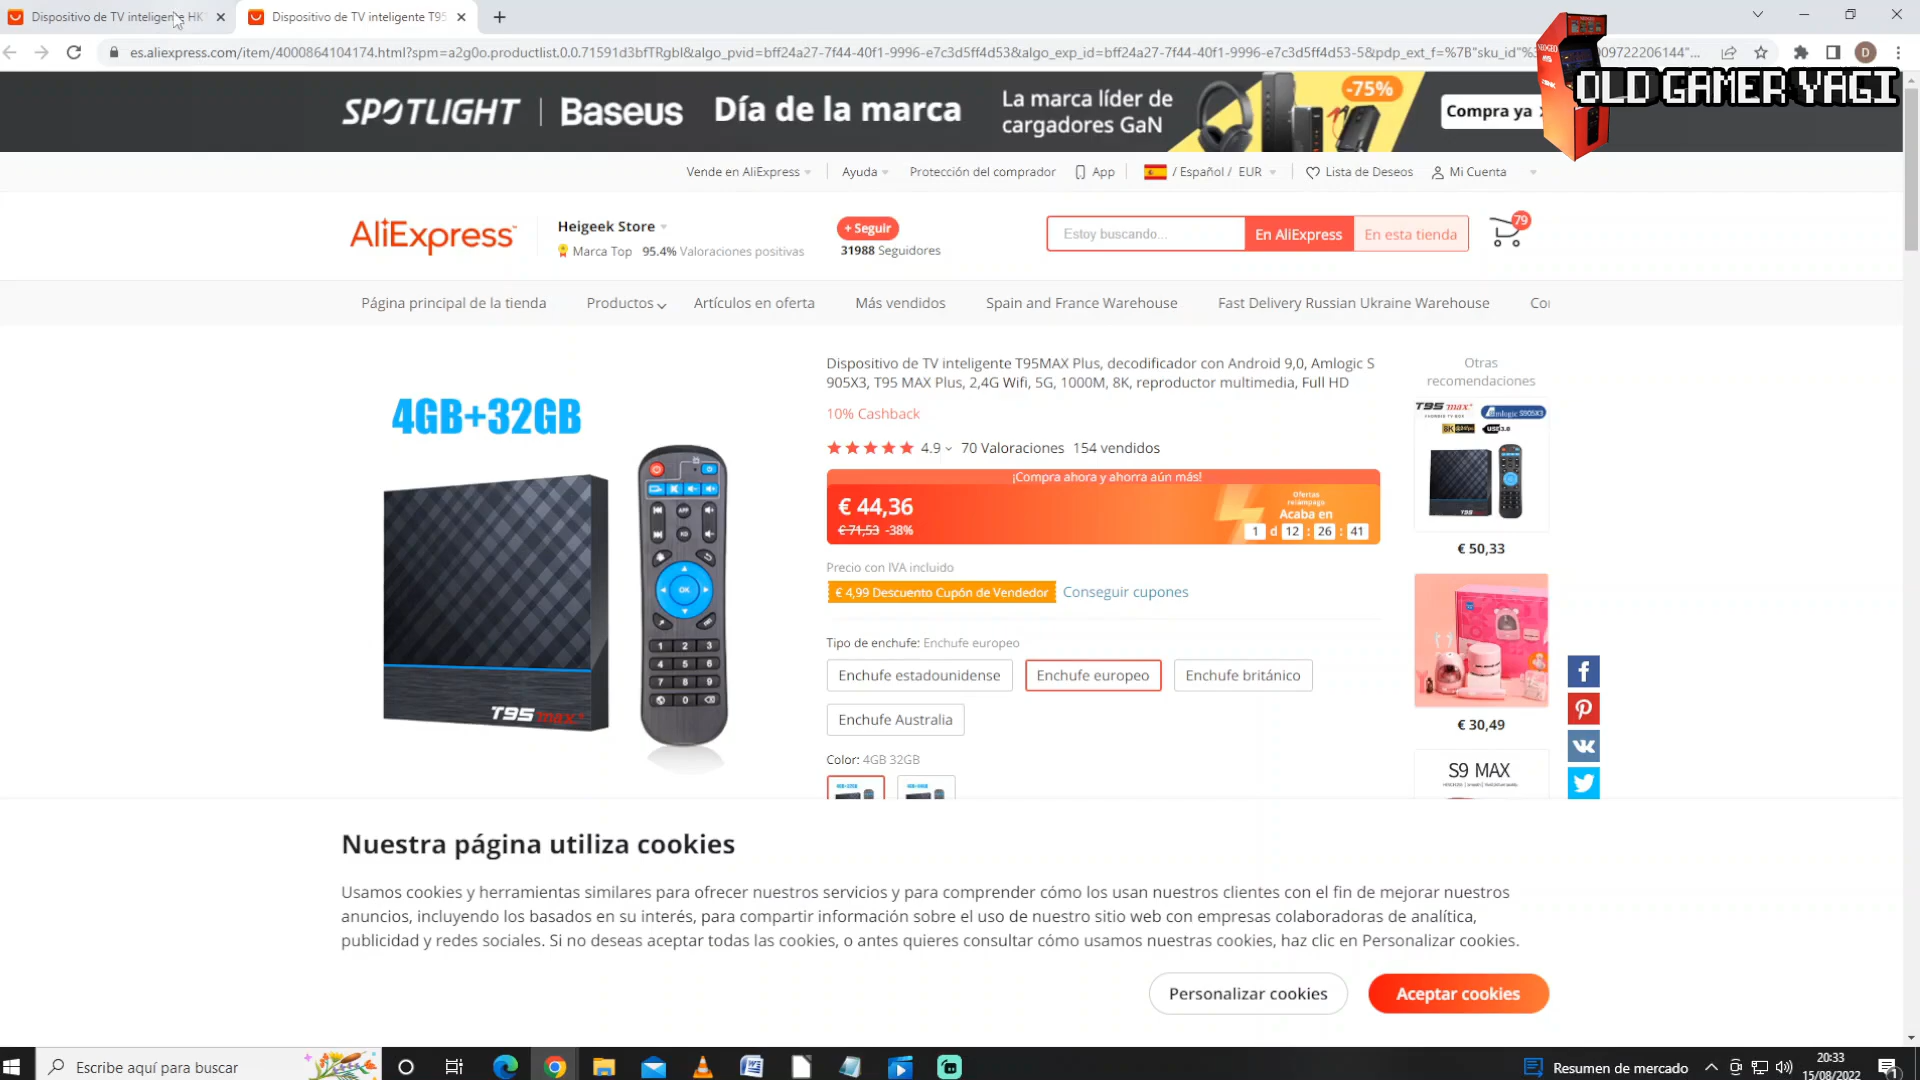 Dispositivo de TV inteligente HK
Dispositivo de TV inteligente T95
es.aliexpress.com/item/4000864104174.html?spm=a2g0o.productlist.0.0.71591d3bfTRgbl&algo_pvid=bff24a27-7f44-40f1-9996-e7c3d5ff4d53&algo_exp_id=bff24a27-7f44-40f1-9996-e7c3d5ff4d53-5&pdp_ext_f=%7B"sku_id"%3
D
OLD GAMER YAGI
SPOTLIGHT | Baseus Día de la marca
La marca líder de
cargadores GaN
-75%
Compra ya
Vende en AliExpress
Ayuda
Protección del comprador
App
/ Español / EUR
Lista de Deseos
Mi Cuenta
AliExpress
Heigeek Store
Marca Top 95.4% Valoraciones positivas
+ Seguir
31988 Seguidores
Estoy buscando...
En AliExpress
En esta tienda
79
Página principal de la tienda
Productos
Artículos en oferta
Más vendidos
Spain and France Warehouse
Fast Delivery Russian Ukraine Warehouse
Co
4GB+32GB
T95 max+
Dispositivo de TV inteligente T95MAX Plus, decodificador con Android 9,0, Amlogic S
905X3, T95 MAX Plus, 2,4G Wifi, 5G, 1000M, 8K, reproductor multimedia, Full HD
10% Cashback
4.9 70 Valoraciones 154 vendidos
¡Compra ahora y ahorra aún más!
€ 44,36
€ 71,53 -38%
Ofertas
relámpago
Acaba en
1 d 12 : 26 : 41
Precio con IVA incluido
€ 4,99 Descuento Cupón de Vendedor
Conseguir cupones
Tipo de enchufe: Enchufe europeo
Enchufe estadounidense
Enchufe europeo
Enchufe británico
Enchufe Australia
Color: 4GB 32GB
Otras
recomendaciones
T95 max+
Amlogic S905X3
€ 50,33
€ 30,49
S9 MAX
Nuestra página utiliza cookies
Usamos cookies y herramientas similares para ofrecer nuestros servicios y para comprender cómo los usan nuestros clientes con el fin de mejorar nuestros
anuncios, incluyendo los basados en su interés, para compartir información sobre el uso de nuestro sitio web con empresas colaboradoras de analítica,
publicidad y redes sociales. Si no deseas aceptar todas las cookies, o antes quieres consultar cómo usamos nuestras cookies, haz clic en Personalizar cookies.
Personalizar cookies
Aceptar cookies
Escribe aquí para buscar
Resumen de mercado
20:33
15/08/2022
1